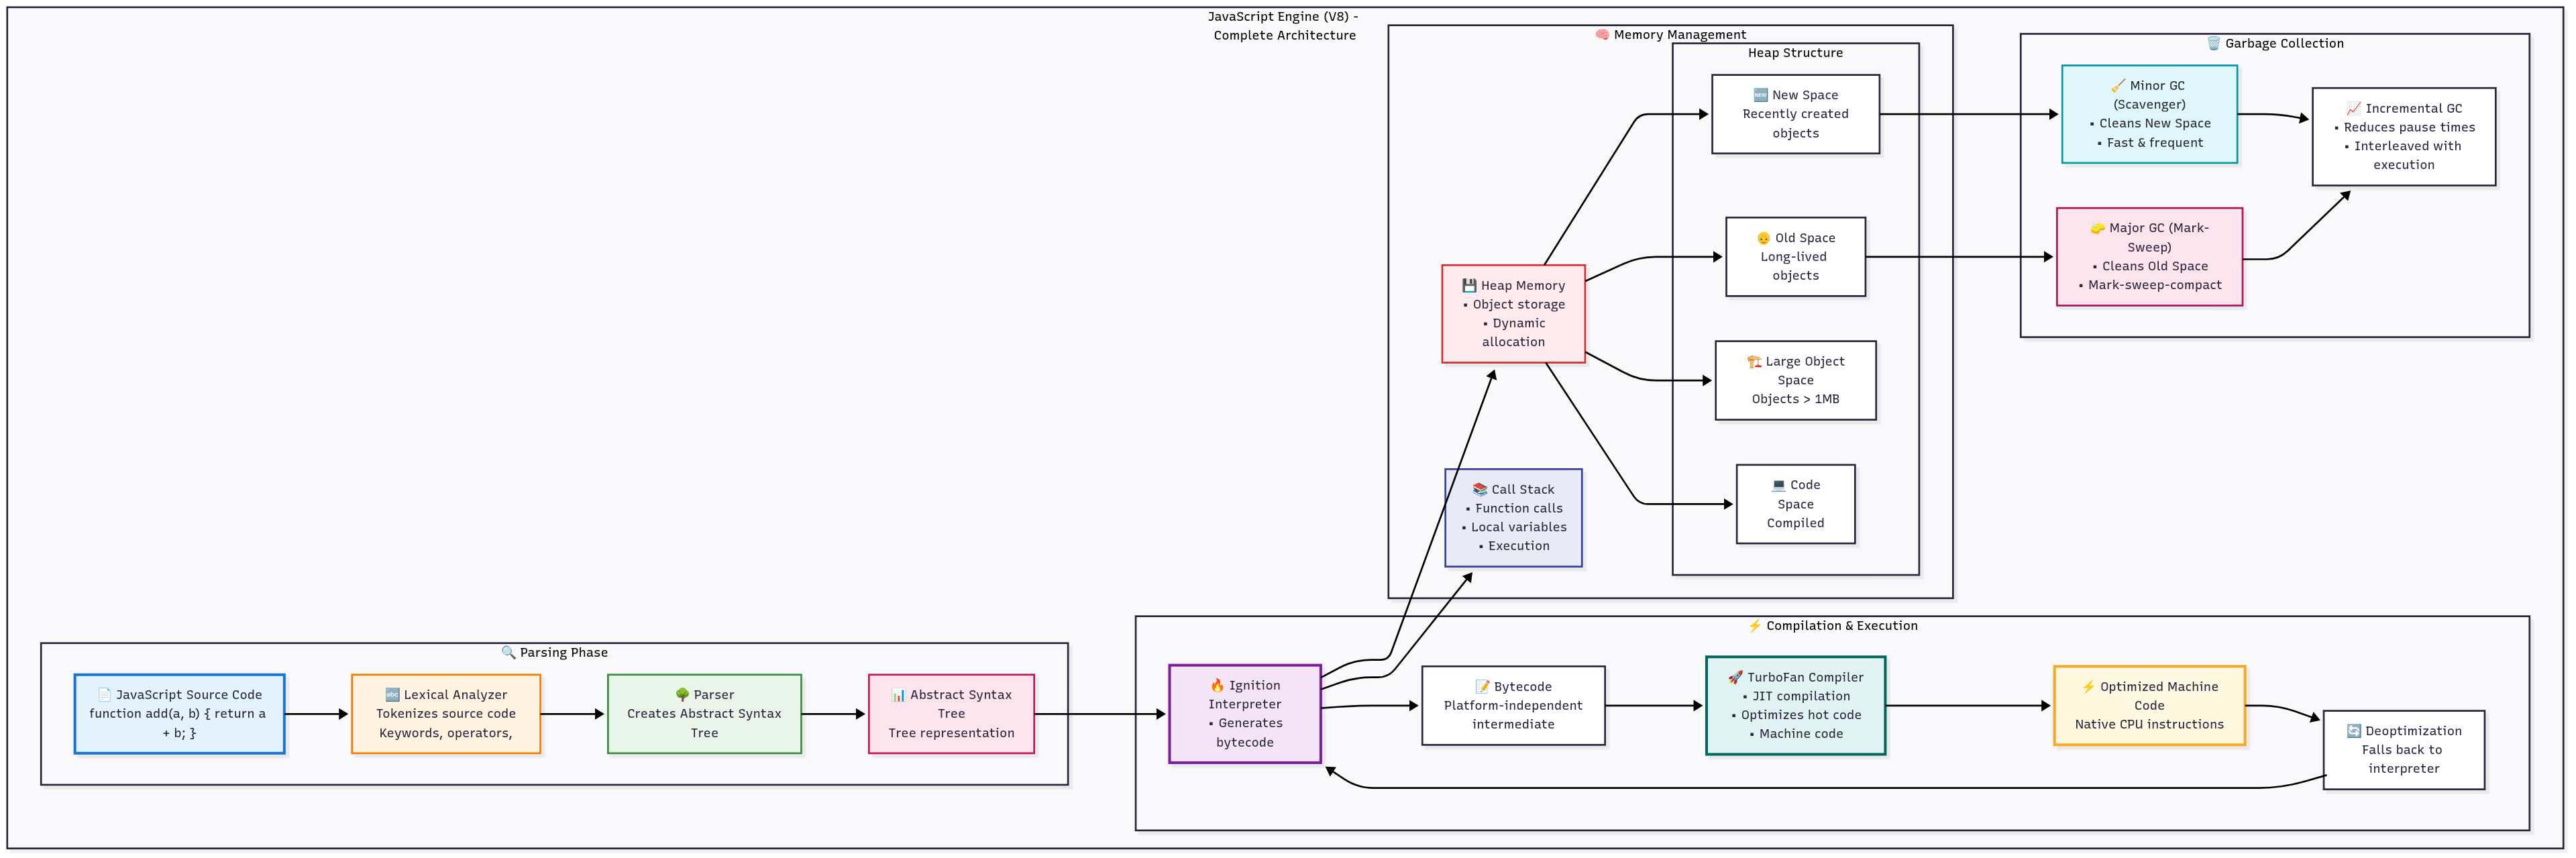 JavaScript Engine (V8) -
Complete Architecture
🧠 Memory Management
Heap Structure
🆕 New Space
Recently created
objects
👴 Old Space
Long-lived
objects
🏗️ Large Object
Space
Objects > 1MB
💻 Code
Space
Compiled
💾 Heap Memory
▪ Object storage
▪ Dynamic
allocation
📚 Call Stack
▪ Function calls
▪ Local variables
▪ Execution
🗑️ Garbage Collection
🧹 Minor GC
(Scavenger)
▪ Cleans New Space
▪ Fast & frequent
📈 Incremental GC
▪ Reduces pause times
▪ Interleaved with
execution
🧽 Major GC (Mark-
Sweep)
▪ Cleans Old Space
▪ Mark-sweep-compact
🔍 Parsing Phase
📄 JavaScript Source Code
function add(a, b) { return a
+ b; }
🔤 Lexical Analyzer
Tokenizes source code
Keywords, operators,
🌳 Parser
Creates Abstract Syntax
Tree
📊 Abstract Syntax
Tree
Tree representation
⚡ Compilation & Execution
🔥 Ignition
Interpreter
▪ Generates
bytecode
📝 Bytecode
Platform-independent
intermediate
🚀 TurboFan Compiler
▪ JIT compilation
▪ Optimizes hot code
▪ Machine code
⚡ Optimized Machine
Code
Native CPU instructions
🔄 Deoptimization
Falls back to
interpreter